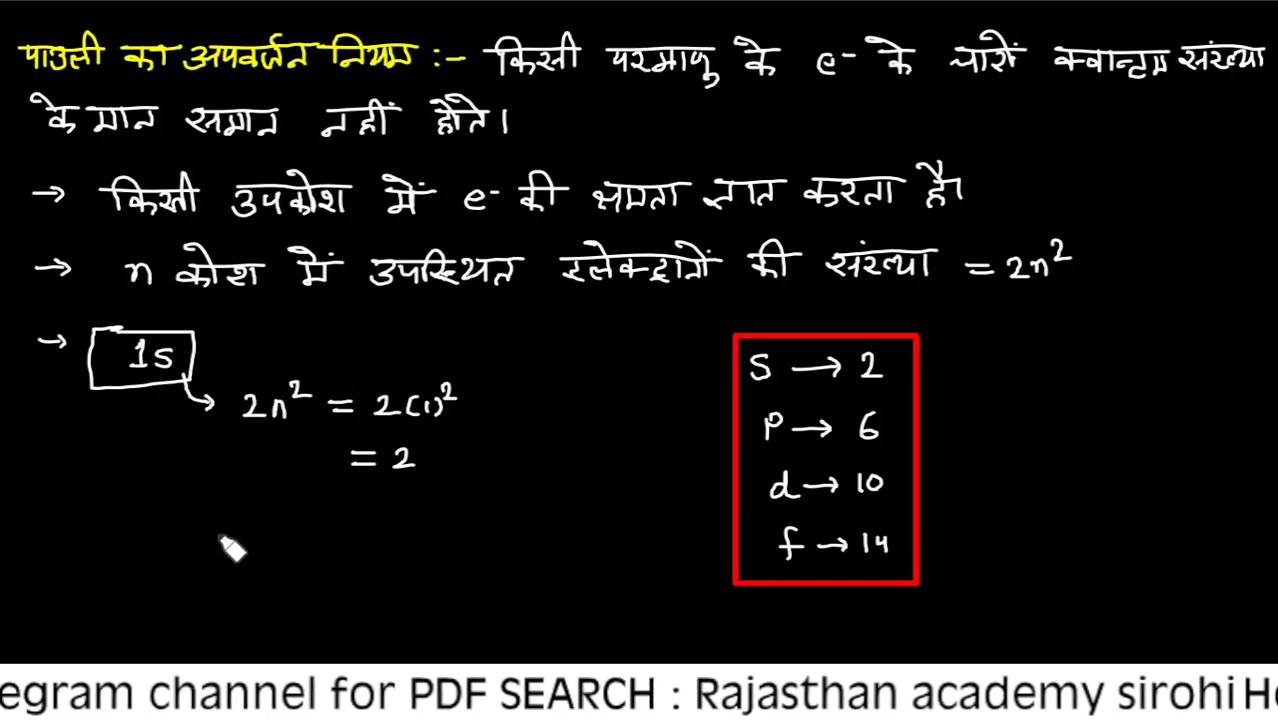 पाउली का अपवर्जन नियम :- किसी परमाणु के e⁻ के चारों क्वान्टम संख्या
के मान समान नहीं होते।
→ किसी उपकोश में e⁻ की क्षमता ज्ञात करता है।
→ n कोश में उपस्थित इलेक्ट्रानों की संख्या = 2n²
→ 1s
2n² = 2(1)²
= 2
S → 2
P → 6
d → 10
f → 14
egram channel for PDF SEARCH : Rajasthan academy sirohi He